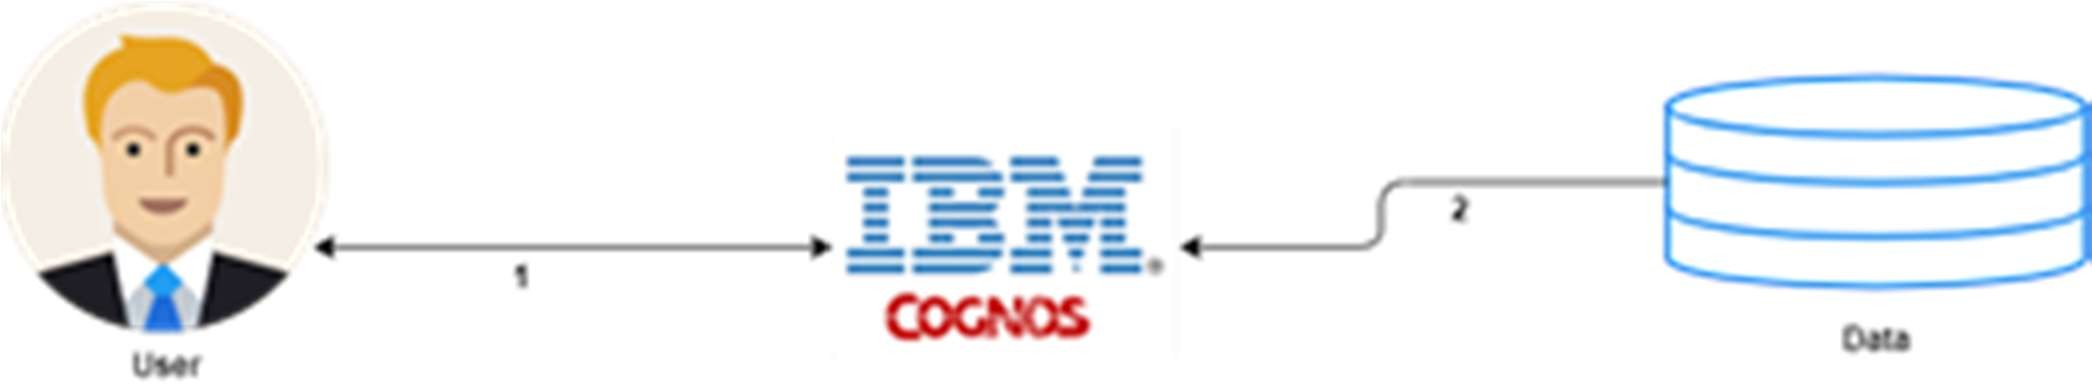 1
IBM®
COGNOS
2
User
Data